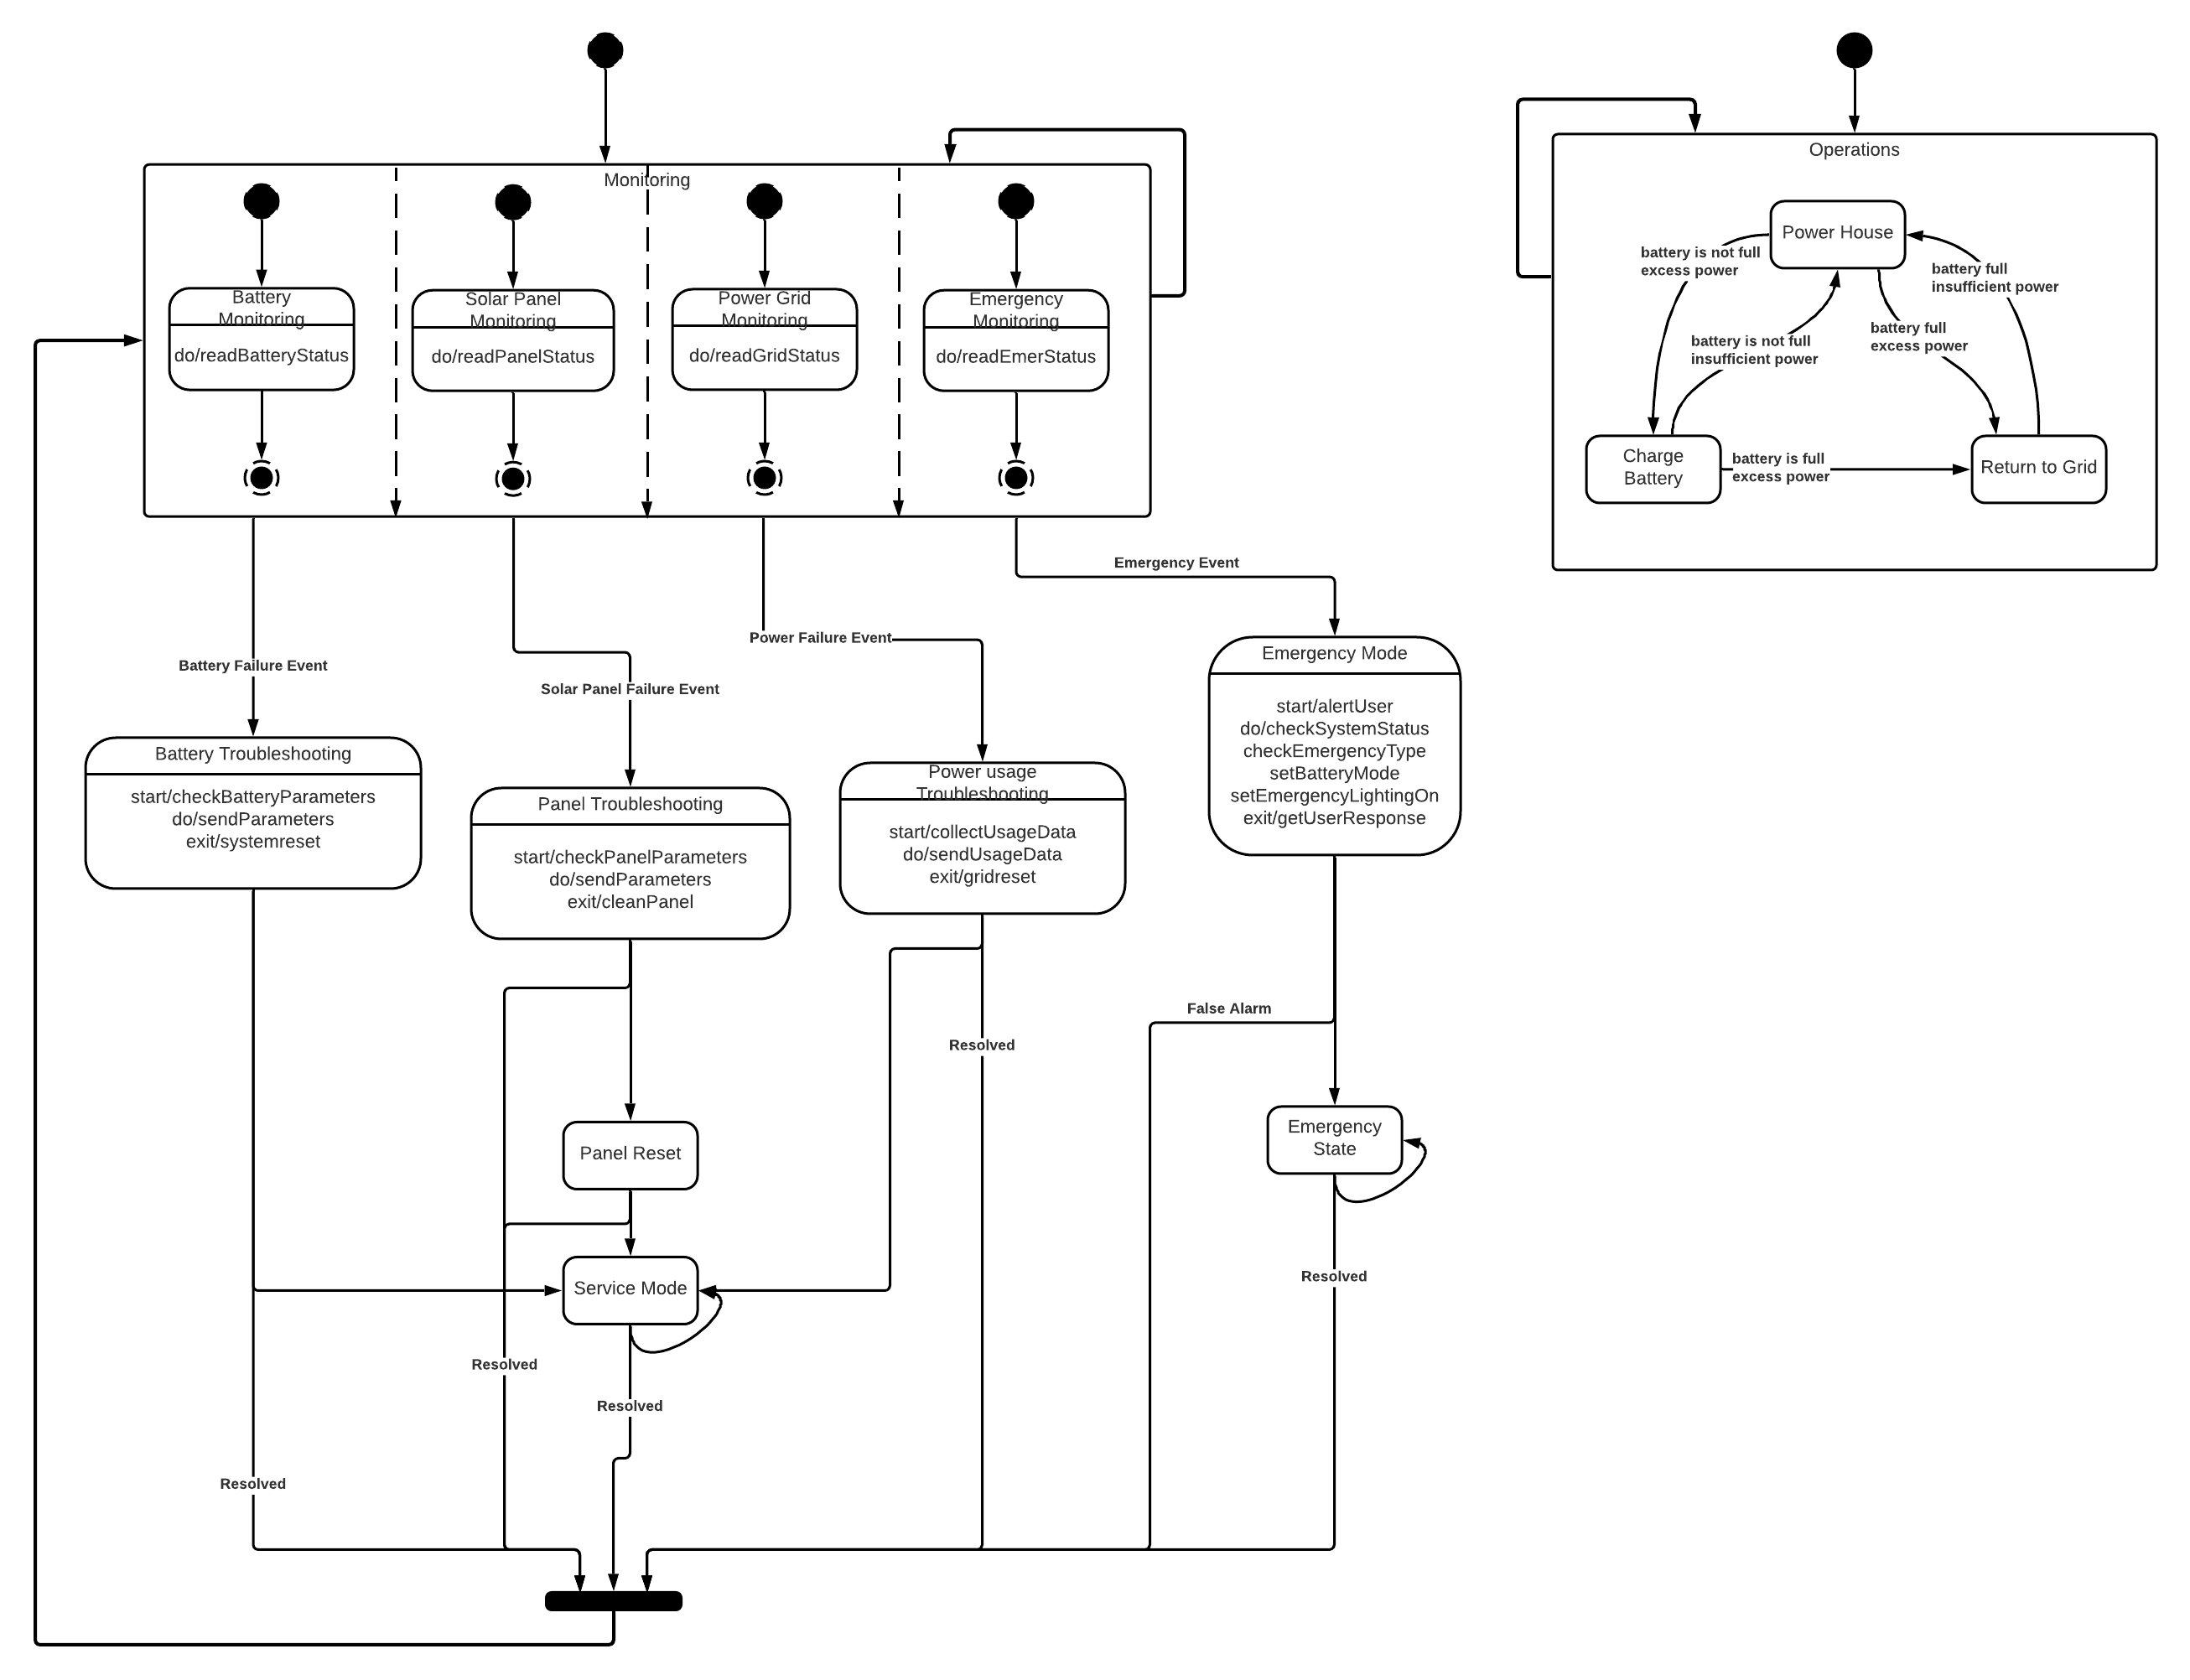 Monitoring
Battery
Monitoring
do/readBatteryStatus
Solar Panel
Monitoring
do/readPanelStatus
Power Grid
Monitoring
do/readGridStatus
Emergency
Monitoring
do/readEmerStatus
Operations
Power House
battery is not full
excess power
battery full
insufficient power
battery is not full
insufficient power
battery full
excess power
Charge
Battery
battery is full
excess power
Return to Grid
Emergency Event
Power Failure Event
Battery Failure Event
Solar Panel Failure Event
Emergency Mode
start/alertUser
do/checkSystemStatus
checkEmergencyType
setBatteryMode
setEmergencyLightingOn
exit/getUserResponse
Battery Troubleshooting
start/checkBatteryParameters
do/sendParameters
exit/systemreset
Panel Troubleshooting
start/checkPanelParameters
do/sendParameters
exit/cleanPanel
Power usage
Troubleshooting
start/collectUsageData
do/sendUsageData
exit/gridreset
False Alarm
Resolved
Emergency
State
Panel Reset
Service Mode
Resolved
Resolved
Resolved
Resolved